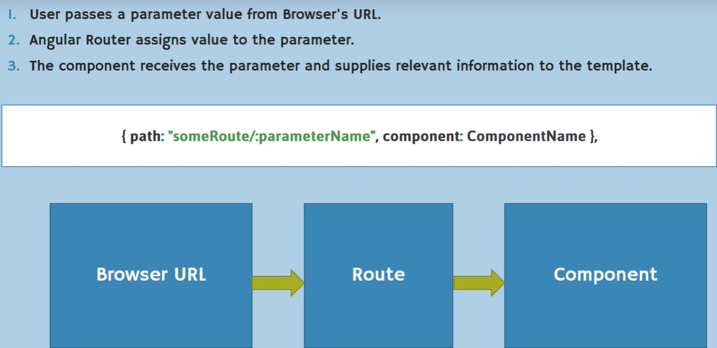 1. User passes a parameter value from Browser's URL.
2. Angular Router assigns value to the parameter.
3. The component receives the parameter and supplies relevant information to the template.
{ path: "someRoute/:parameterName", component: ComponentName },
Browser URL
Route
Component